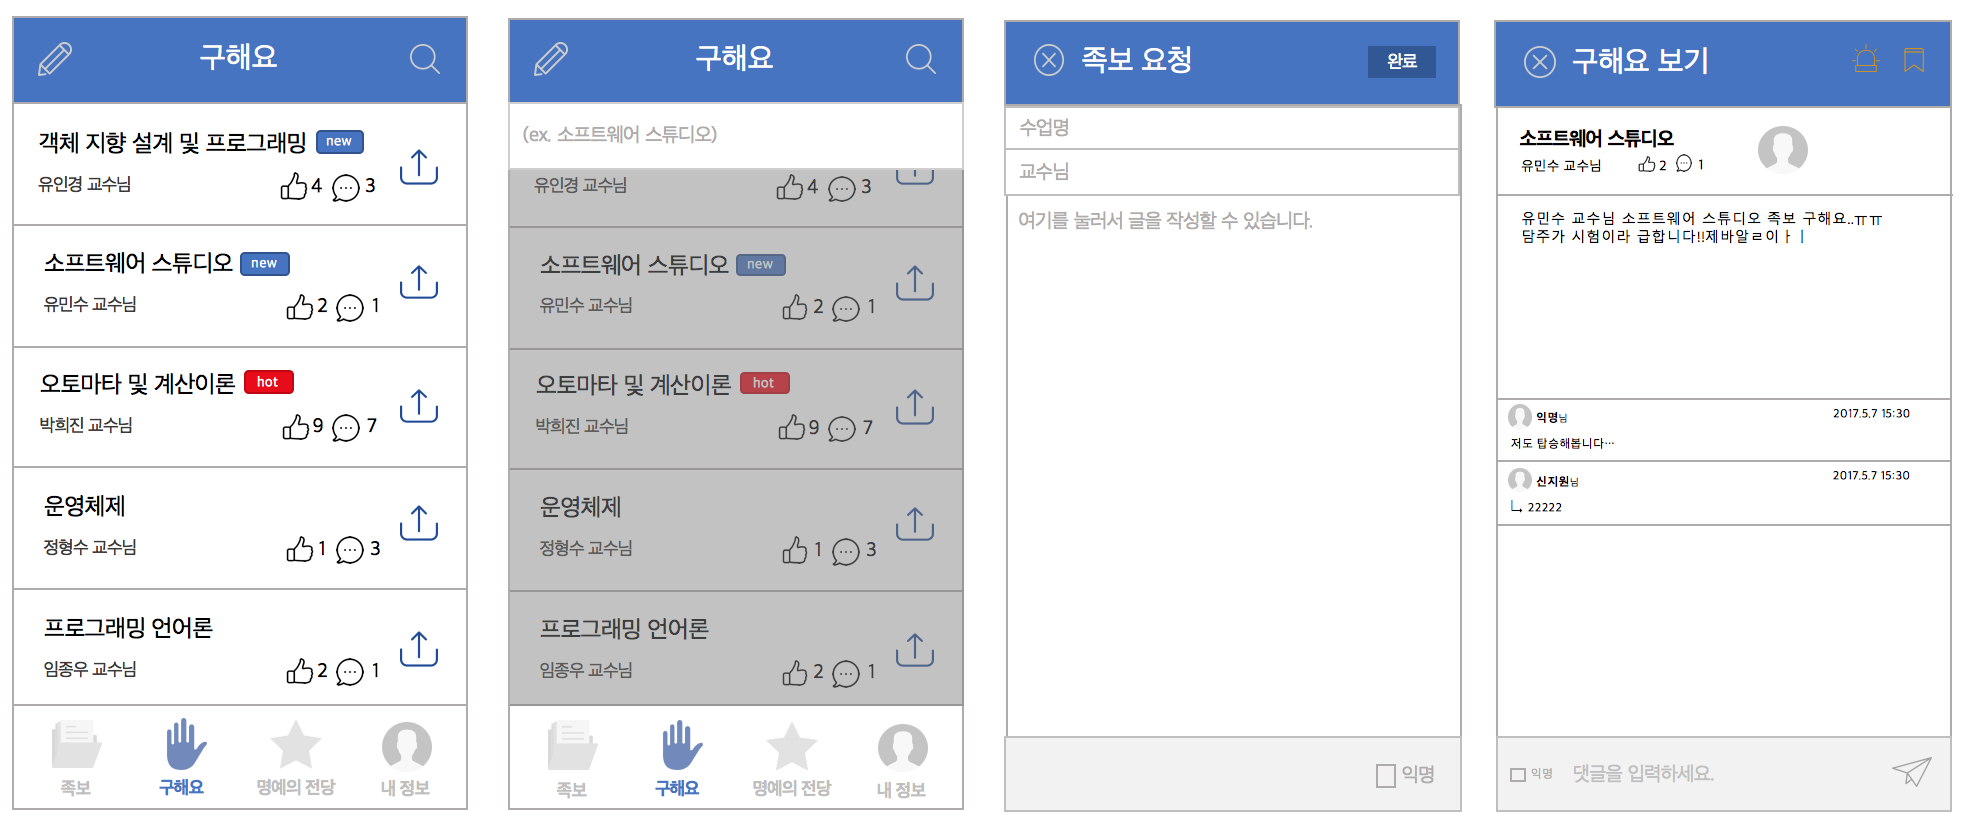 구해요
객체 지향 설계 및 프로그래밍 new
유인경 교수님 4 3
소프트웨어 스튜디오 new
유민수 교수님 2 1
오토마타 및 계산이론 hot
박희진 교수님 9 7
운영체제
정형수 교수님 1 3
프로그래밍 언어론
임종우 교수님 2 1
족보 구해요 명예의 전당 내 정보
구해요
(ex. 소프트웨어 스튜디오)
유인경 교수님 4 3
소프트웨어 스튜디오 new
유민수 교수님 2 1
오토마타 및 계산이론 hot
박희진 교수님 9 7
운영체제
정형수 교수님 1 3
프로그래밍 언어론
임종우 교수님 2 1
족보 구해요 명예의 전당 내 정보
족보 요청 완료
수업명
교수님
여기를 눌러서 글을 작성할 수 있습니다.
익명
구해요 보기
소프트웨어 스튜디오
유민수 교수님 2 1
유민수 교수님 소프트웨어 스튜디오 족보 구해요..ㅠㅠ
담주가 시험이라 급합니다!!제바알ㄹ이ㅏㅣ
익명님 2017.5.7 15:30
저도 탑승해봅니다…
신지원님 2017.5.7 15:30
22222
익명 댓글을 입력하세요.